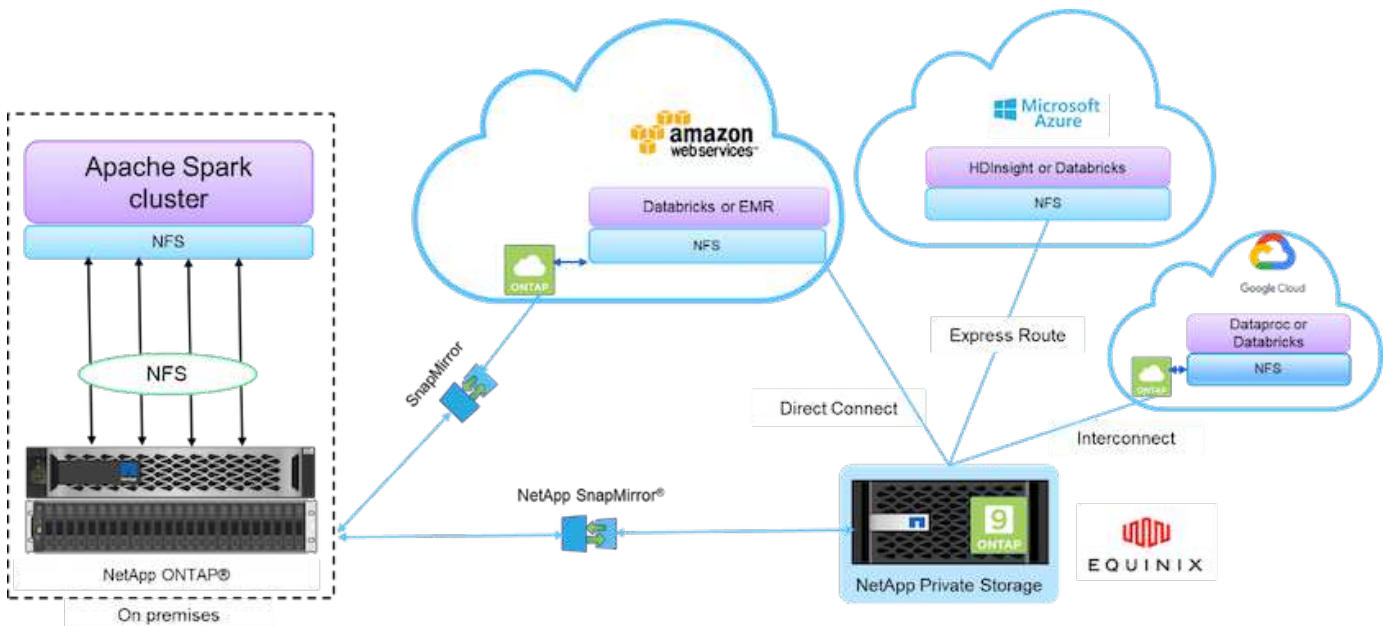 Apache Spark
cluster
NFS
NFS
NetApp ONTAP®
On premises
amazon
webservices™
Databricks or EMR
NFS
ONTAP
SnapMirror
NetApp SnapMirror®
Microsoft
Azure
HDInsight or Databricks
NFS
Google Cloud
Dataproc or
Databricks
NFS
ONTAP
Express Route
Direct Connect
Interconnect
9
ONTAP
NetApp Private Storage
EQUINIX